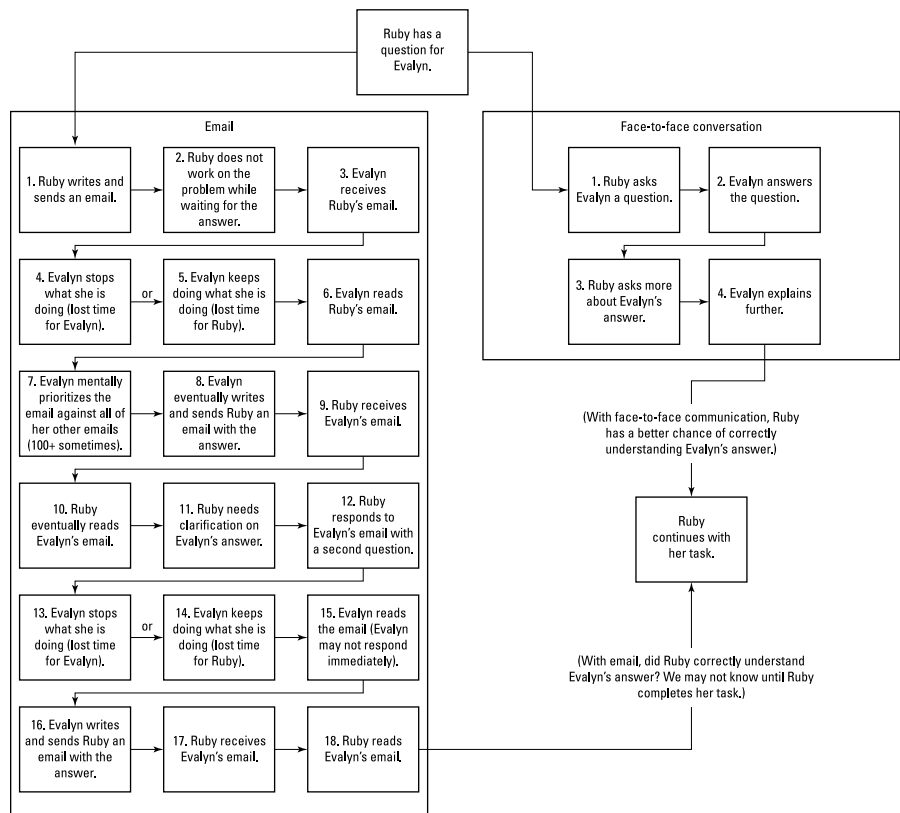 Ruby has a
question for
Evalyn.
Email
1. Ruby writes and
sends an email.
2. Ruby does not
work on the
problem while
waiting for the
answer.
3. Evalyn
receives
Ruby's email.
4. Evalyn stops
what she is
doing (lost time
for Evalyn).
or
5. Evalyn keeps
doing what she is
doing (lost time
for Ruby).
6. Evalyn reads
Ruby's email.
7. Evalyn mentally
prioritizes the
email against all of
her other emails
(100+ sometimes).
8. Evalyn
eventually writes
and sends Ruby an
email with the
answer.
9. Ruby receives
Evalyn's email.
10. Ruby
eventually reads
Evalyn's email.
11. Ruby needs
clarification on
Evalyn's answer.
12. Ruby
responds to
Evalyn's email with
a second question.
13. Evalyn stops
what she is
doing (lost time
for Evalyn).
or
14. Evalyn keeps
doing what she is
doing (lost time
for Ruby).
15. Evalyn reads
the email (Evalyn
may not respond
immediately).
16. Evalyn writes
and sends Ruby an
email with the
answer.
17. Ruby receives
Evalyn's email.
18. Ruby reads
Evalyn's email.
Face-to-face conversation
1. Ruby asks
Evalyn a question.
2. Evalyn answers
the question.
3. Ruby asks more
about Evalyn's
answer.
4. Evalyn explains
further.
(With face-to-face communication, Ruby
has a better chance of correctly
understanding Evalyn's answer.)
Ruby
continues with
her task.
(With email, did Ruby correctly understand
Evalyn's answer? We may not know until Ruby
completes her task.)